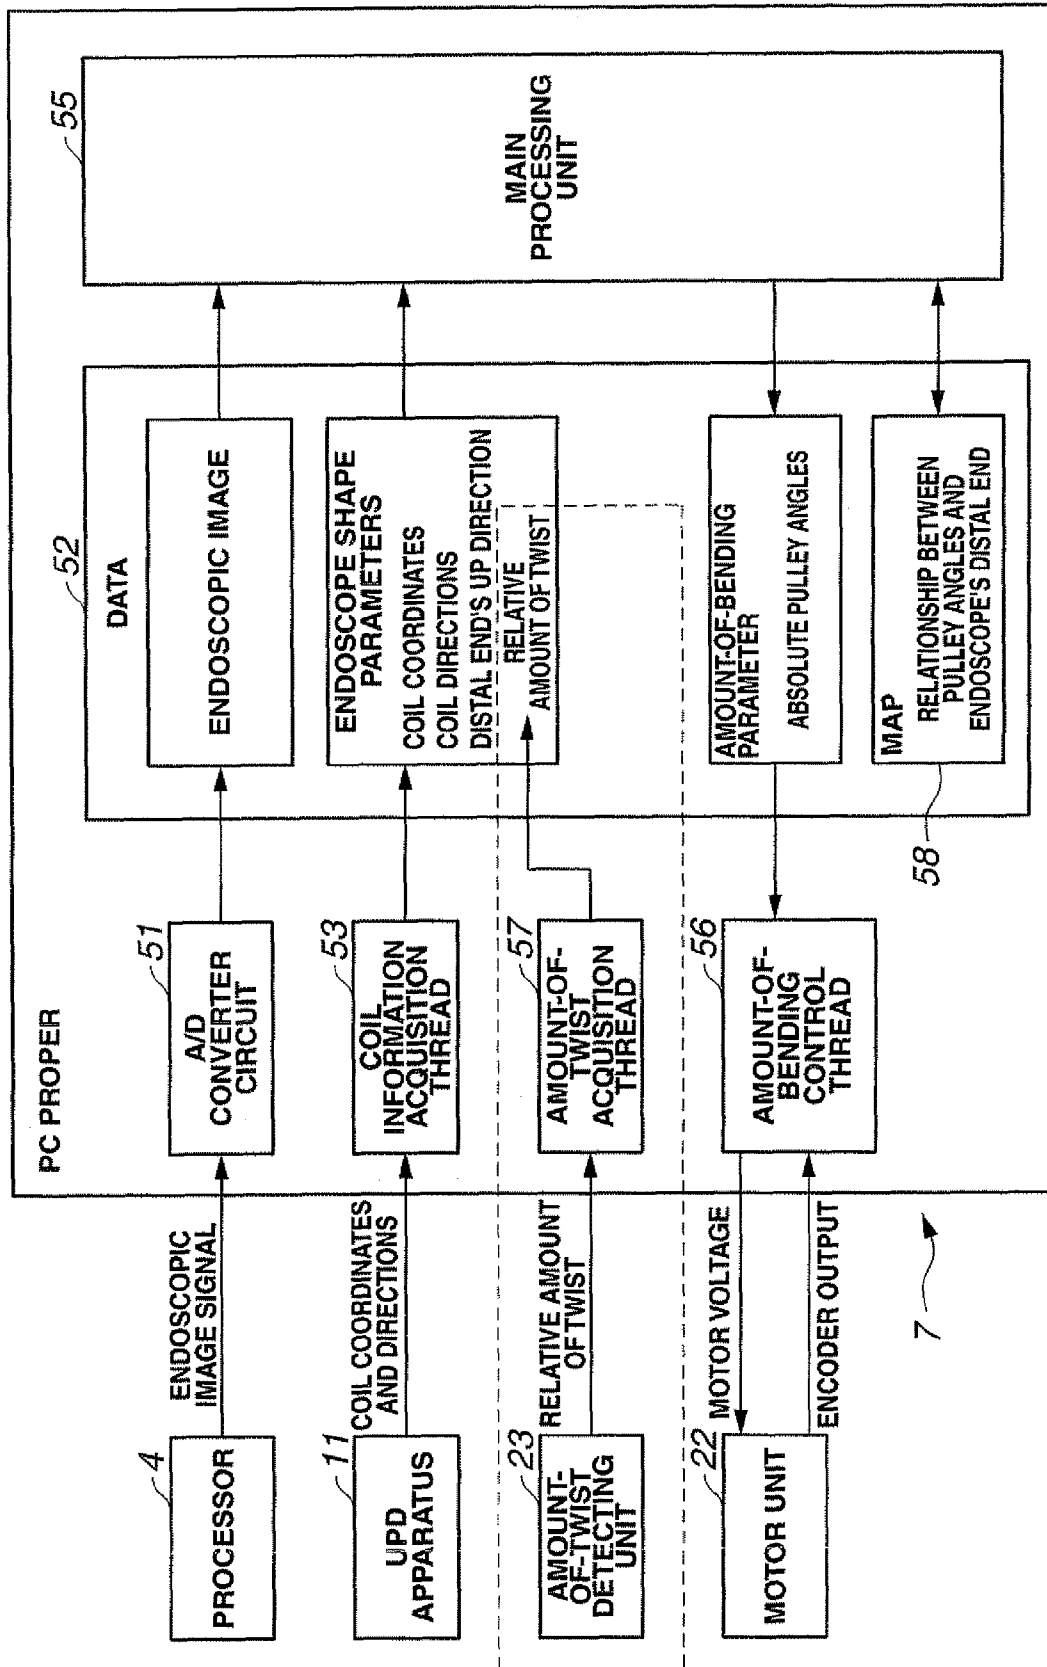 PC PROPER
7
4
PROCESSOR
ENDOSCOPIC
IMAGE SIGNAL
51
A/D
CONVERTER
CIRCUIT
11
UPD
APPARATUS
COIL COORDINATES
AND DIRECTIONS
53
COIL
INFORMATION
ACQUISITION
THREAD
23
AMOUNT-
OF-TWIST
DETECTING
UNIT
RELATIVE AMOUNT
OF TWIST
57
AMOUNT-OF-
TWIST
ACQUISITION
THREAD
22
MOTOR UNIT
MOTOR VOLTAGE
ENCODER OUTPUT
56
AMOUNT-OF-
BENDING
CONTROL
THREAD
52
DATA
ENDOSCOPIC IMAGE
ENDOSCOPE SHAPE
PARAMETERS
COIL COORDINATES
COIL DIRECTIONS
DISTAL END'S UP DIRECTION
RELATIVE
AMOUNT OF TWIST
AMOUNT-OF-BENDING
PARAMETER
ABSOLUTE PULLEY ANGLES
58
MAP
RELATIONSHIP BETWEEN
PULLEY ANGLES AND
ENDOSCOPE'S DISTAL END
55
MAIN
PROCESSING
UNIT